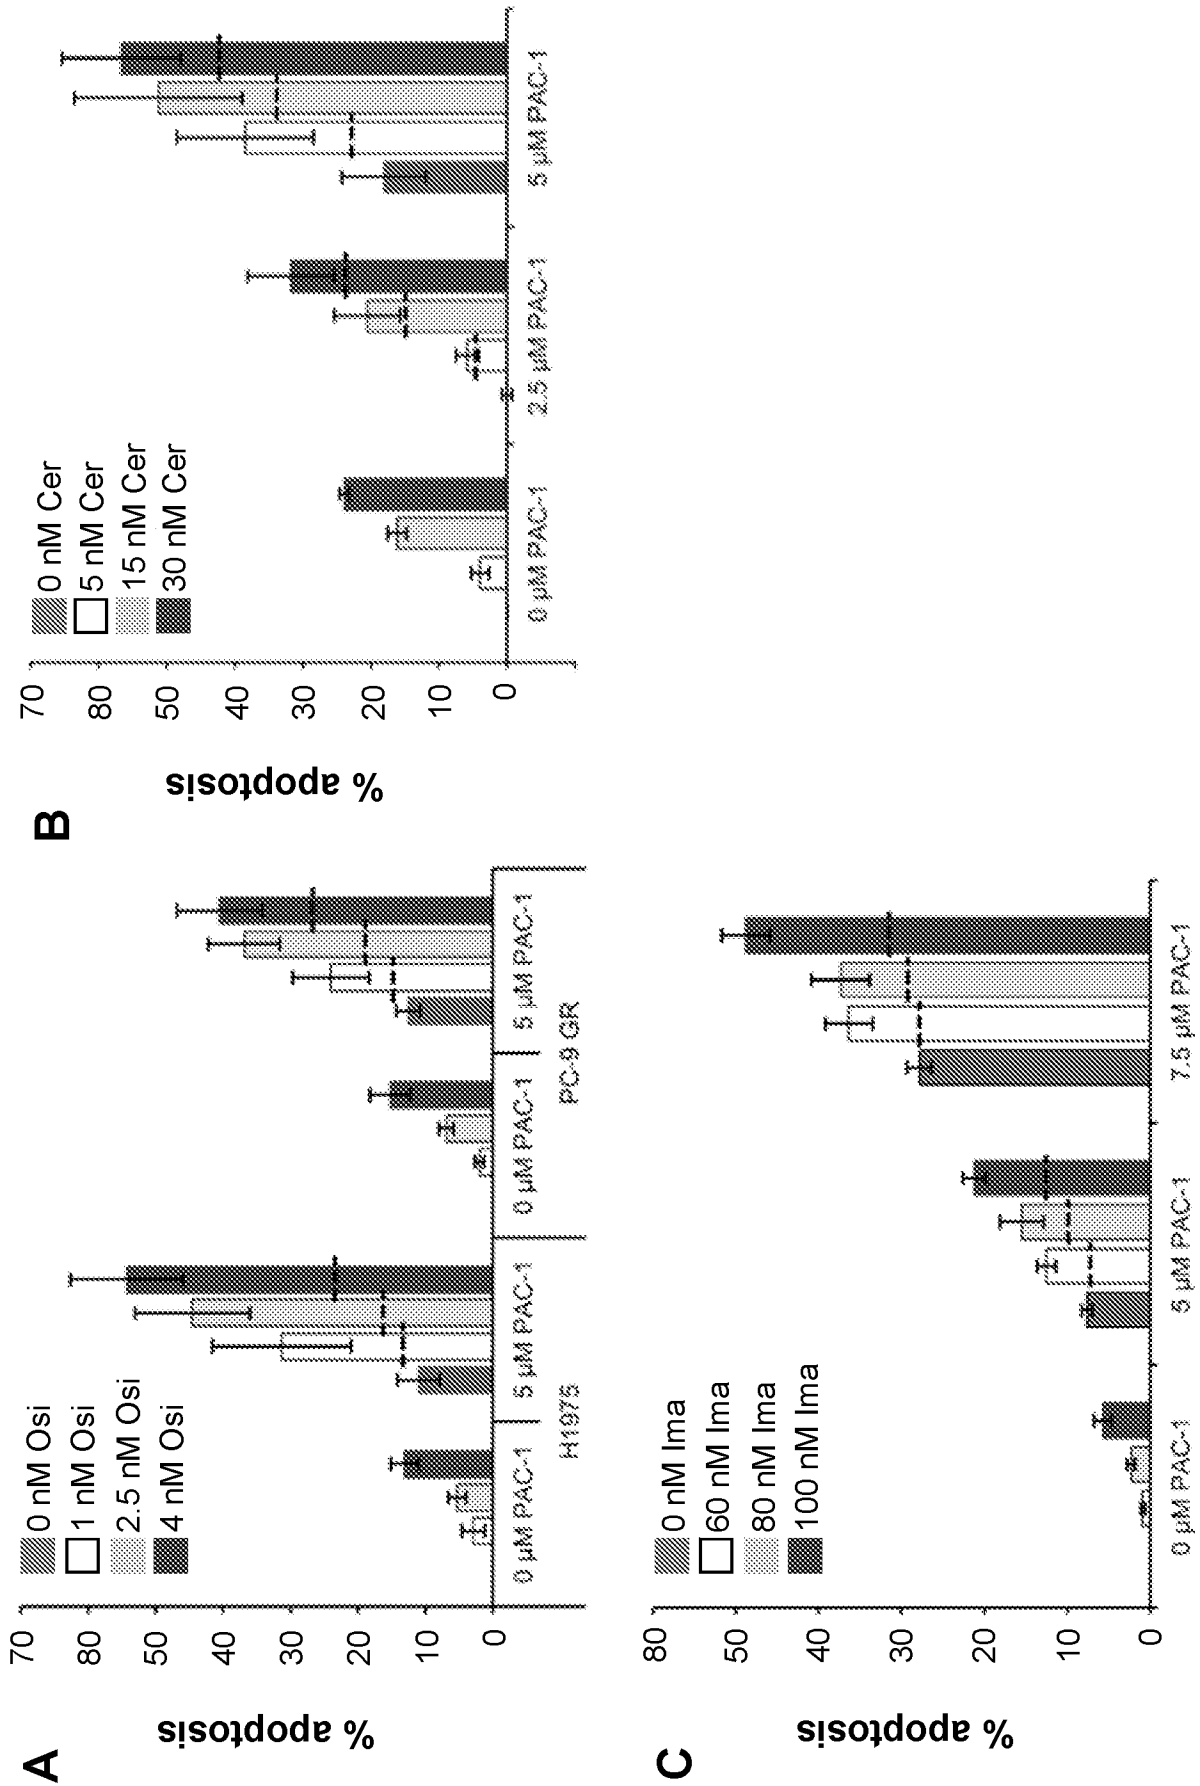 A
% apoptosis
70
80
50
40
30
20
10
0
0 nM Osi
1 nM Osi
2.5 nM Osi
4 nM Osi
0 µM PAC-1
5 µM PAC-1
0 µM PAC-1
5 µM PAC-1
H1975
PC-9 GR
B
% apoptosis
70
80
50
40
30
20
10
0
0 nM Cer
5 nM Cer
15 nM Cer
30 nM Cer
0 µM PAC-1
2.5 µM PAC-1
5 µM PAC-1
C
% apoptosis
80
50
40
30
20
10
0
0 nM Ima
60 nM Ima
80 nM Ima
100 nM Ima
0 µM PAC-1
5 µM PAC-1
7.5 µM PAC-1